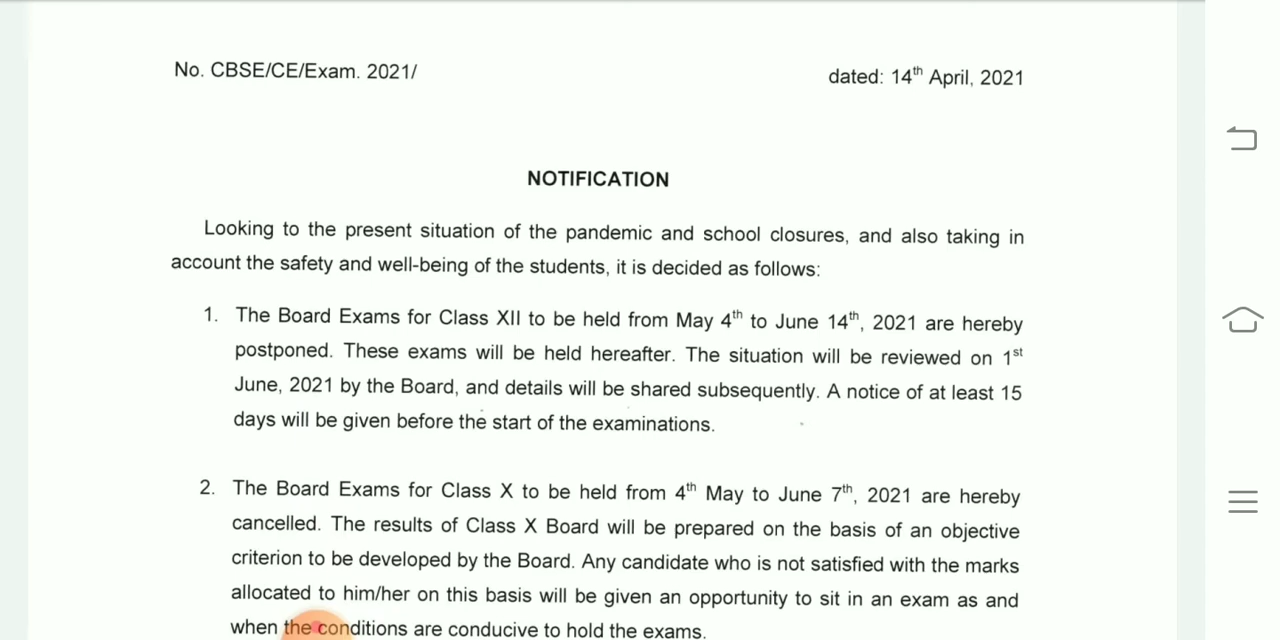 No. CBSE/CE/Exam. 2021/ dated: 14th April, 2021
NOTIFICATION
Looking to the present situation of the pandemic and school closures, and also taking in
account the safety and well-being of the students, it is decided as follows:
1. The Board Exams for Class XII to be held from May 4th to June 14th, 2021 are hereby
postponed. These exams will be held hereafter. The situation will be reviewed on 1st
June, 2021 by the Board, and details will be shared subsequently. A notice of at least 15
days will be given before the start of the examinations.
2. The Board Exams for Class X to be held from 4th May to June 7th, 2021 are hereby
cancelled. The results of Class X Board will be prepared on the basis of an objective
criterion to be developed by the Board. Any candidate who is not satisfied with the marks
allocated to him/her on this basis will be given an opportunity to sit in an exam as and
when the conditions are conducive to hold the exams.